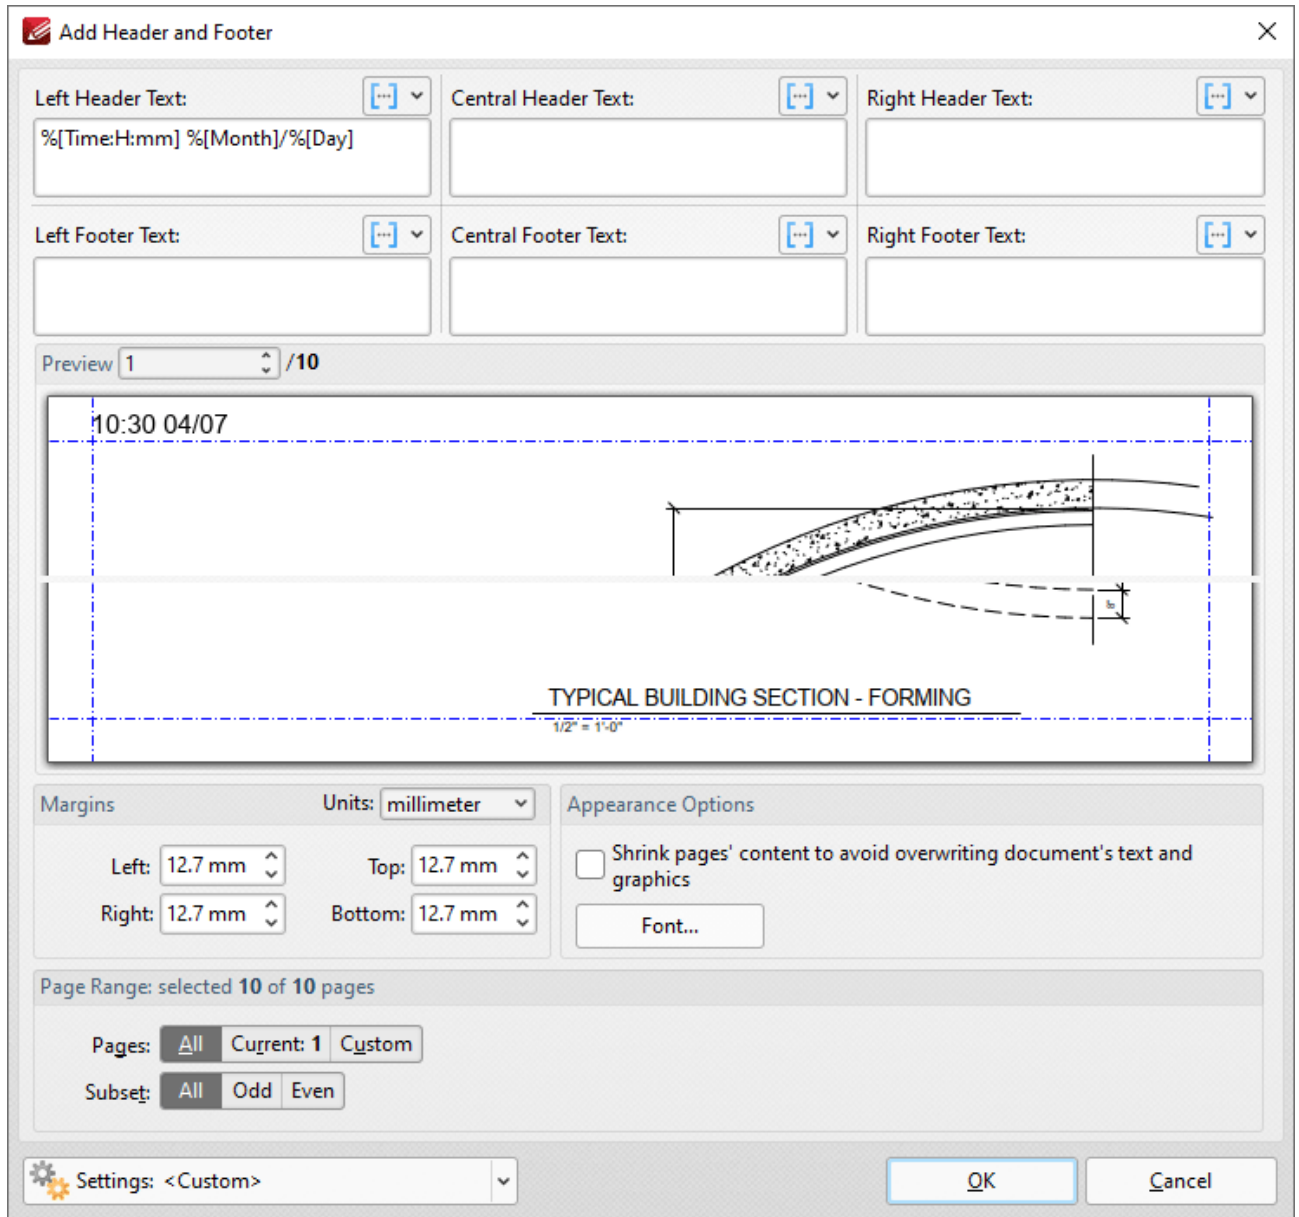 Add Header and Footer
Left Header Text:
Central Header Text:
Right Header Text:
%[Time:H:mm] %[Month]/%[Day]
Left Footer Text:
Central Footer Text:
Right Footer Text:
Preview 1 /10
10:30 04/07
8"
TYPICAL BUILDING SECTION - FORMING
1/2" = 1'-0"
Margins
Units: millimeter
Left: 12.7 mm
Top: 12.7 mm
Right: 12.7 mm
Bottom: 12.7 mm
Appearance Options
Shrink pages' content to avoid overwriting document's text and
graphics
Font...
Page Range: selected 10 of 10 pages
Pages: All Current: 1 Custom
Subset: All Odd Even
Settings: <Custom>
OK
Cancel